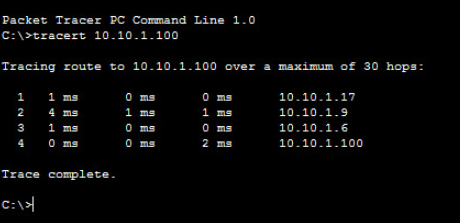 Packet Tracer PC Command Line 1.0
C:\>tracert 10.10.1.100
Tracing route to 10.10.1.100 over a maximum of 30 hops:
1 1 ms 0 ms 0 ms 10.10.1.17
2 4 ms 1 ms 1 ms 10.10.1.9
3 1 ms 0 ms 0 ms 10.10.1.6
4 0 ms 0 ms 2 ms 10.10.1.100
Trace complete.
C:\>